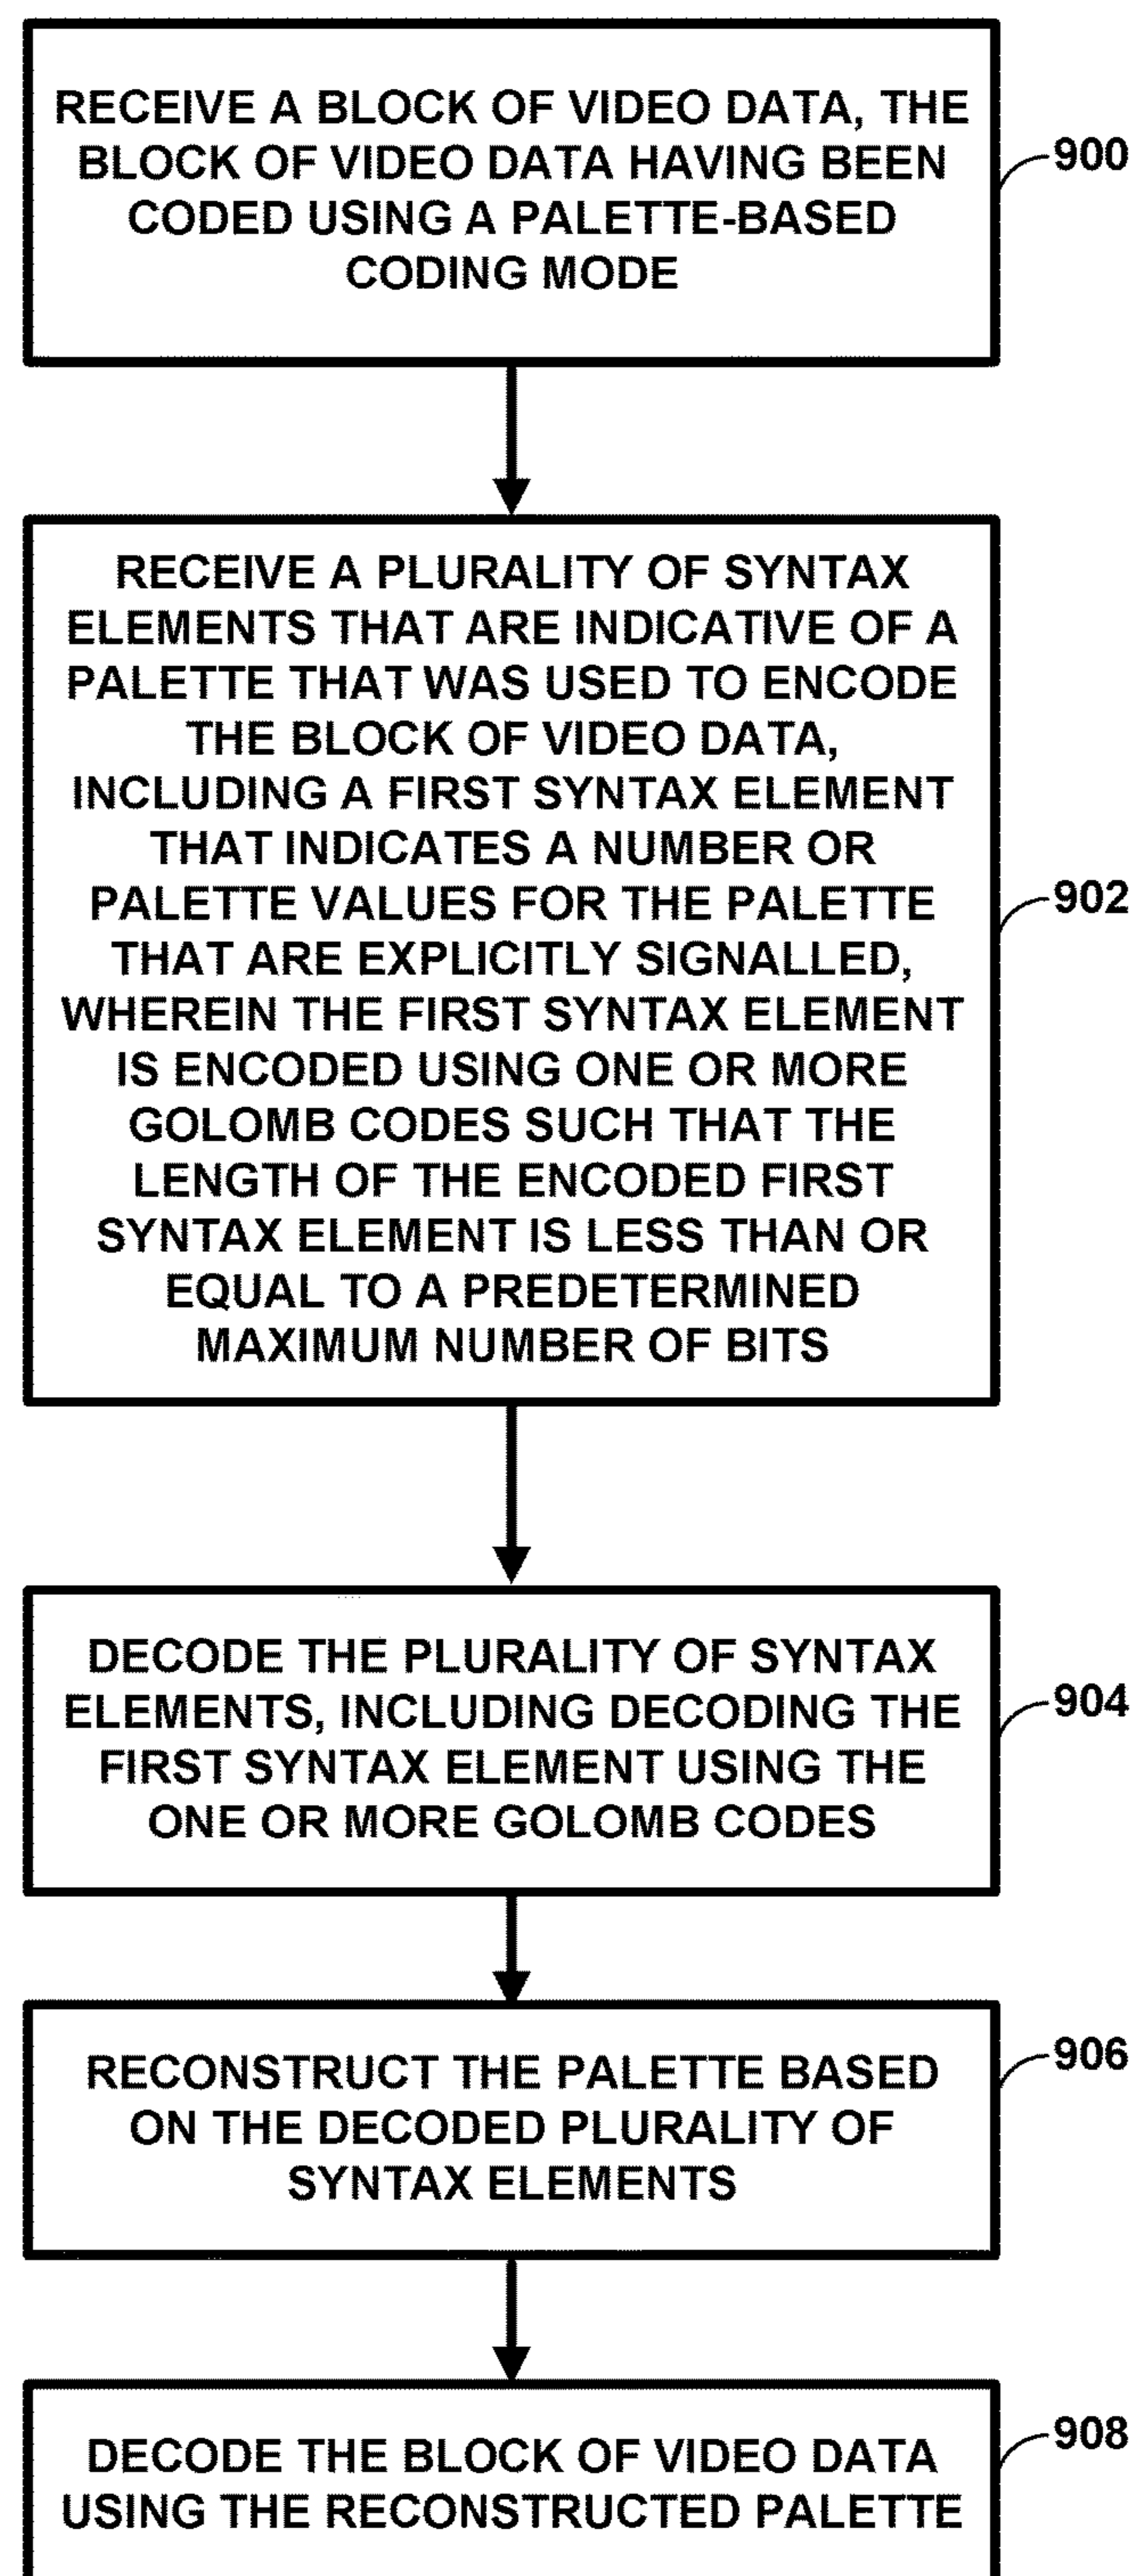 RECEIVE A BLOCK OF VIDEO DATA, THE
BLOCK OF VIDEO DATA HAVING BEEN
CODED USING A PALETTE-BASED
CODING MODE
900
RECEIVE A PLURALITY OF SYNTAX
ELEMENTS THAT ARE INDICATIVE OF A
PALETTE THAT WAS USED TO ENCODE
THE BLOCK OF VIDEO DATA,
INCLUDING A FIRST SYNTAX ELEMENT
THAT INDICATES A NUMBER OR
PALETTE VALUES FOR THE PALETTE
THAT ARE EXPLICITLY SIGNALLED,
WHEREIN THE FIRST SYNTAX ELEMENT
IS ENCODED USING ONE OR MORE
GOLOMB CODES SUCH THAT THE
LENGTH OF THE ENCODED FIRST
SYNTAX ELEMENT IS LESS THAN OR
EQUAL TO A PREDETERMINED
MAXIMUM NUMBER OF BITS
902
DECODE THE PLURALITY OF SYNTAX
ELEMENTS, INCLUDING DECODING THE
FIRST SYNTAX ELEMENT USING THE
ONE OR MORE GOLOMB CODES
904
RECONSTRUCT THE PALETTE BASED
ON THE DECODED PLURALITY OF
SYNTAX ELEMENTS
906
DECODE THE BLOCK OF VIDEO DATA
USING THE RECONSTRUCTED PALETTE
908